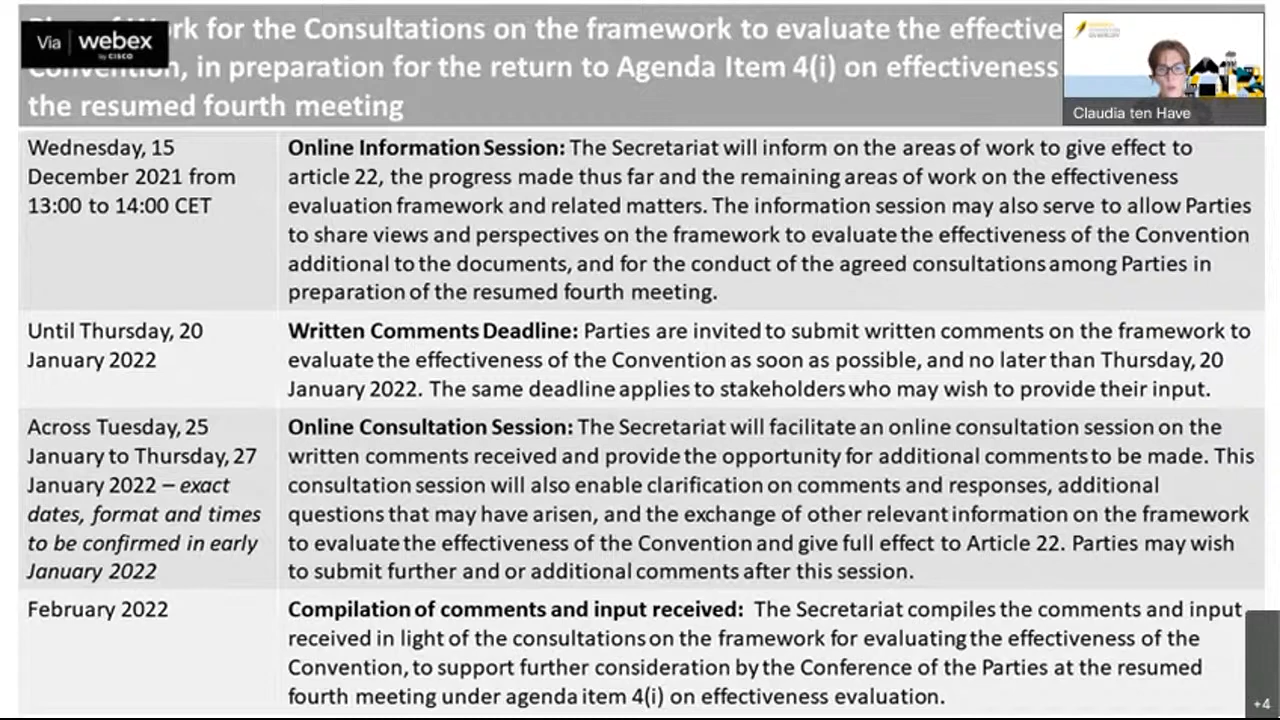 Via webex
by CISCO
rk for the Consultations on the framework to evaluate the effective
Convention, in preparation for the return to Agenda Item 4(i) on effectiveness
the resumed fourth meeting
Claudia ten Have
Wednesday, 15
December 2021 from
13:00 to 14:00 CET
Online Information Session: The Secretariat will inform on the areas of work to give effect to
article 22, the progress made thus far and the remaining areas of work on the effectiveness
evaluation framework and related matters. The information session may also serve to allow Parties
to share views and perspectives on the framework to evaluate the effectiveness of the Convention
additional to the documents, and for the conduct of the agreed consultations among Parties in
preparation of the resumed fourth meeting.
Until Thursday, 20
January 2022
Written Comments Deadline: Parties are invited to submit written comments on the framework to
evaluate the effectiveness of the Convention as soon as possible, and no later than Thursday, 20
January 2022. The same deadline applies to stakeholders who may wish to provide their input.
Across Tuesday, 25
January to Thursday, 27
January 2022 – exact
dates, format and times
to be confirmed in early
January 2022
Online Consultation Session: The Secretariat will facilitate an online consultation session on the
written comments received and provide the opportunity for additional comments to be made. This
consultation session will also enable clarification on comments and responses, additional
questions that may have arisen, and the exchange of other relevant information on the framework
to evaluate the effectiveness of the Convention and give full effect to Article 22. Parties may wish
to submit further and or additional comments after this session.
February 2022
Compilation of comments and input received: The Secretariat compiles the comments and input
received in light of the consultations on the framework for evaluating the effectiveness of the
Convention, to support further consideration by the Conference of the Parties at the resumed
fourth meeting under agenda item 4(i) on effectiveness evaluation.
+4